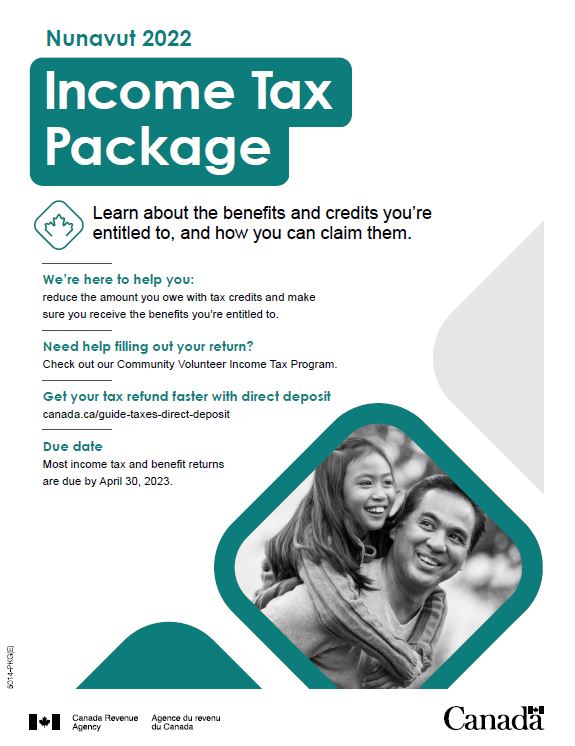 Nunavut 2022
Income Tax
Package
Learn about the benefits and credits you’re
entitled to, and how you can claim them.
We’re here to help you:
reduce the amount you owe with tax credits and make
sure you receive the benefits you’re entitled to.
Need help filling out your return?
Check out our Community Volunteer Income Tax Program.
Get your tax refund faster with direct deposit
canada.ca/guide-taxes-direct-deposit
Due date
Most income tax and benefit returns
are due by April 30, 2023.
5014-PKG(E)
Canada Revenue
Agency
Agence du revenu
du Canada
Canada